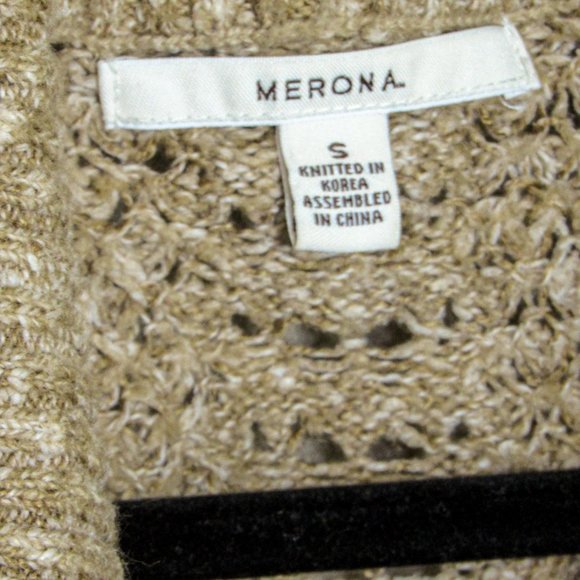 MERONA
S
KNITTED IN
KOREA
ASSEMBLED
IN CHINA